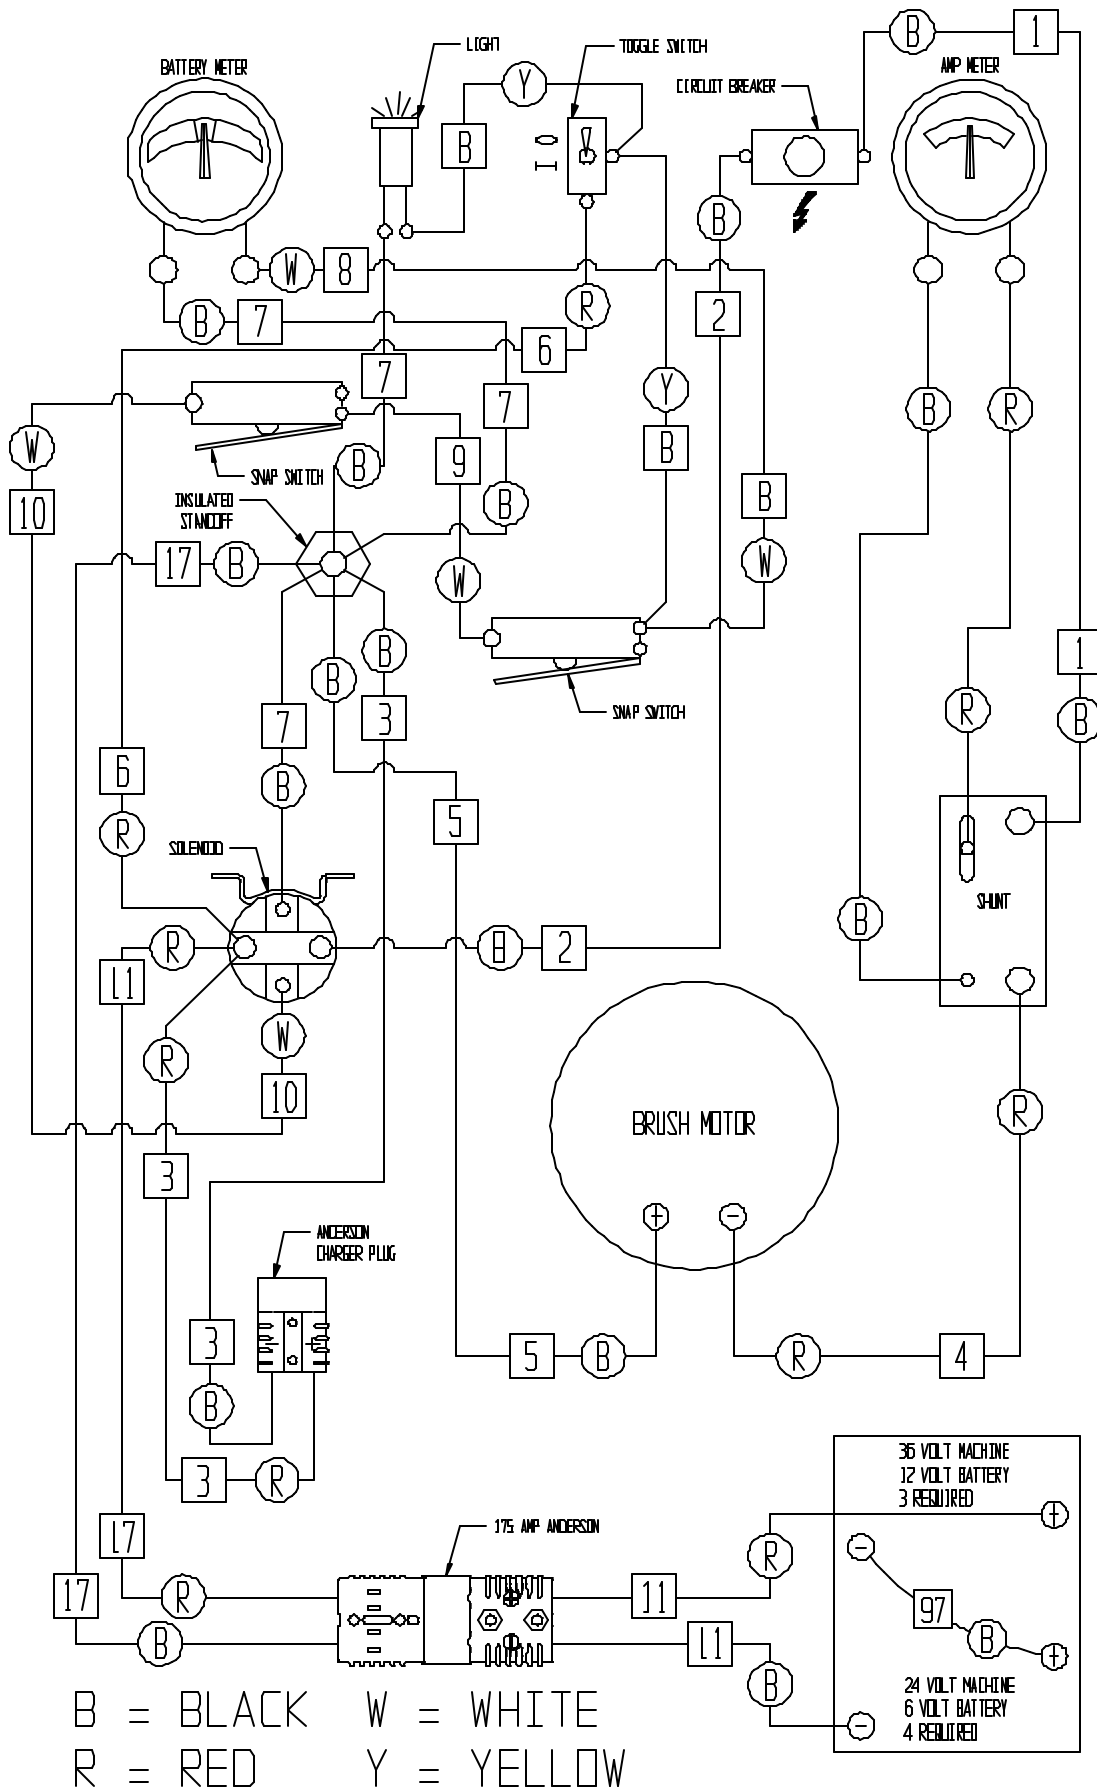 B
1
LIGHT
TOGGLE SWITCH
BATTERY METER
CIRCUIT BREAKER
AMP METER
Y
B
B
W
8
R
2
B
7
6
7
7
Y
B
R
W
9
B
B
SNAP SWITCH
10
INSULATED
STANDOFF
B
B
17
B
W
W
B
B
1
7
3
SNAP SWITCH
R
B
6
B
5
R
SOLENOID
SHUNT
B
R
B
2
11
W
R
10
R
BRUSH MOTOR
3
+
-
ANDERSON
CHARGER PLUG
3
5
B
R
4
B
3
R
36 VOLT MACHINE
12 VOLT BATTERY
3 REQUIRED
+
17
175 AMP ANDERSON
R
-
17
R
11
97
B
B
11
+
B
24 VOLT MACHINE
6 VOLT BATTERY
4 REQUIRED
-
B = BLACK W = WHITE
R = RED Y = YELLOW